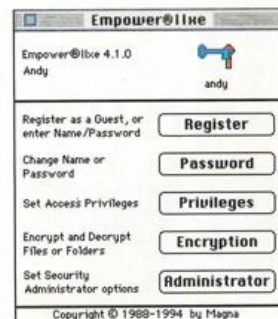 Empower®IIxe
Empower®IIxe 4.1.0
Andy
andy
Register as a Guest, or
enter Name/Password
Register
Change Name or
Password
Password
Set Access Privileges
Privileges
Encrypt and Decrypt
Files or Folders
Encryption
Set Security
Administrator options
Administrator
Copyright © 1988-1994 by Magna